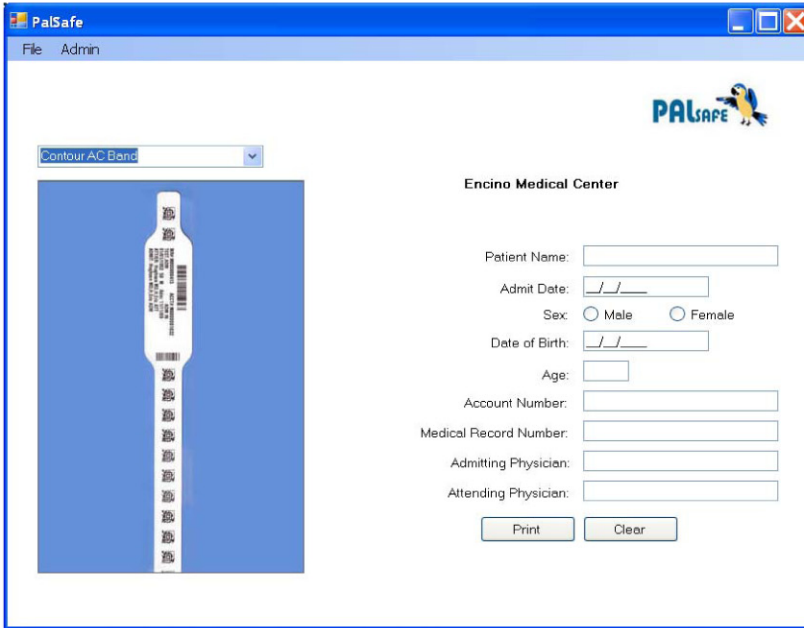 PalSafe
File Admin
PALSAFE
Contour AC Band
Encino Medical Center
Patient Name:
Admit Date: __/__/____
Sex: Male Female
Date of Birth: __/__/____
Age:
Account Number:
Medical Record Number:
Admitting Physician:
Attending Physician:
Print Clear